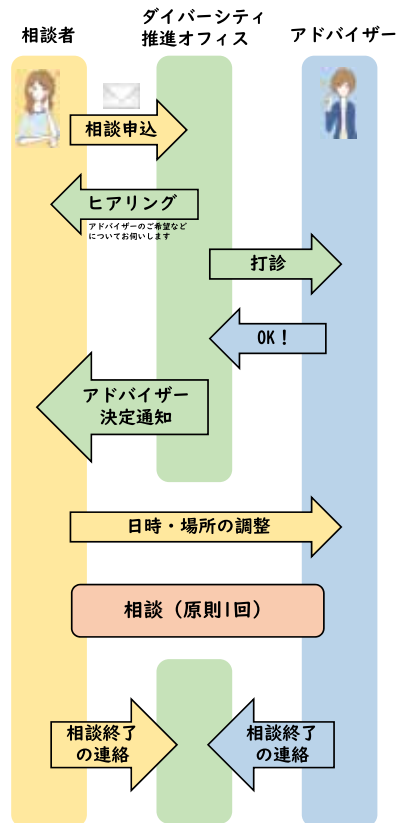 相談者
ダイバーシティ
推進オフィス
アドバイザー
相談申込
ヒアリング
アドバイザーのご希望など
についてお伺いします
打診
OK！
アドバイザー
決定通知
日時・場所の調整
相談（原則1回）
相談終了
の連絡
相談終了
の連絡